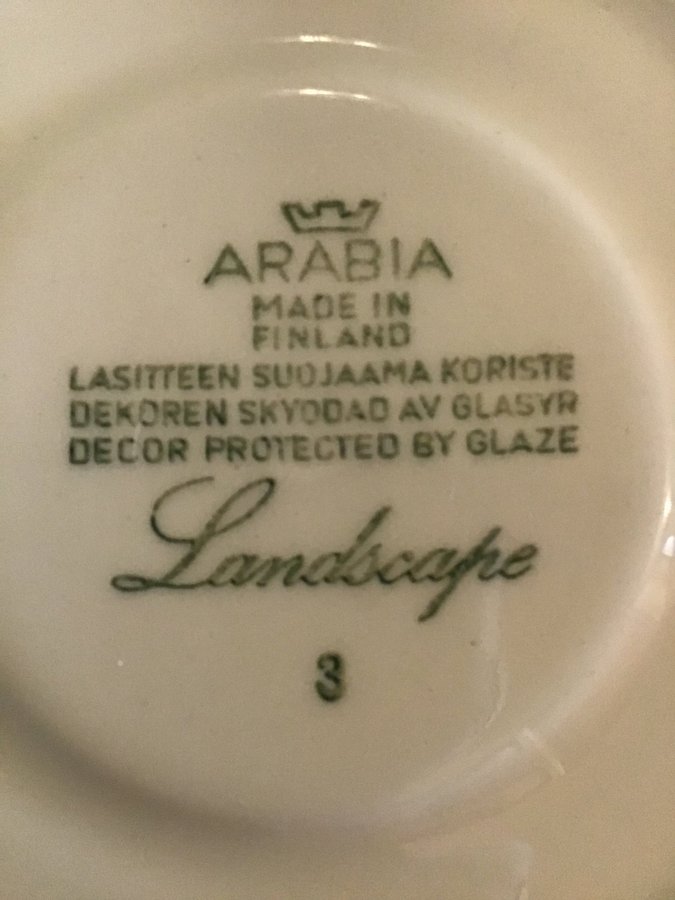 ARABIA
MADE IN
FINLAND
LASITTEEN SUOJAAMA KORISTE
DEKOREN SKYDDAD AV GLASYR
DECOR PROTECTED BY GLAZE
Landscape
3